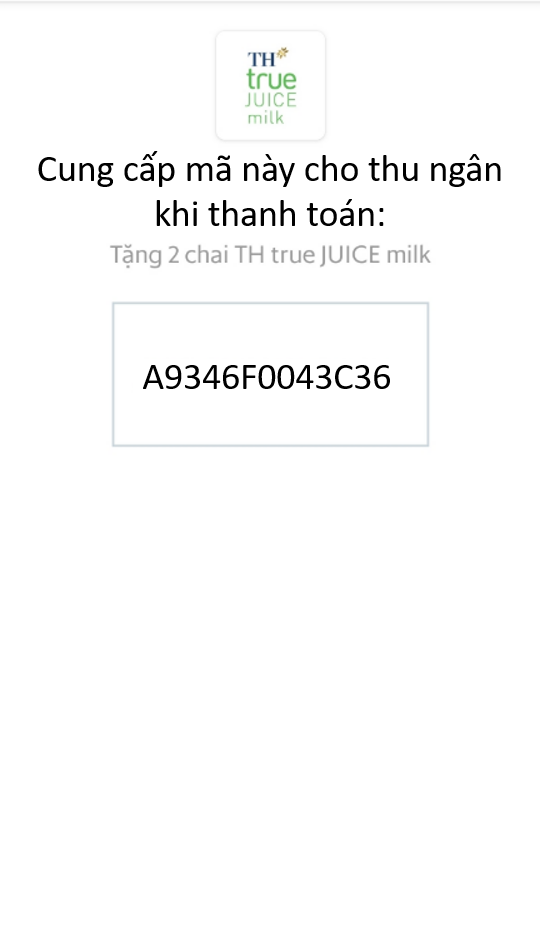 TH
true
JUICE
milk
Cung cấp mã này cho thu ngân
khi thanh toán:
Tặng 2 chai TH true JUICE milk
A9346F0043C36